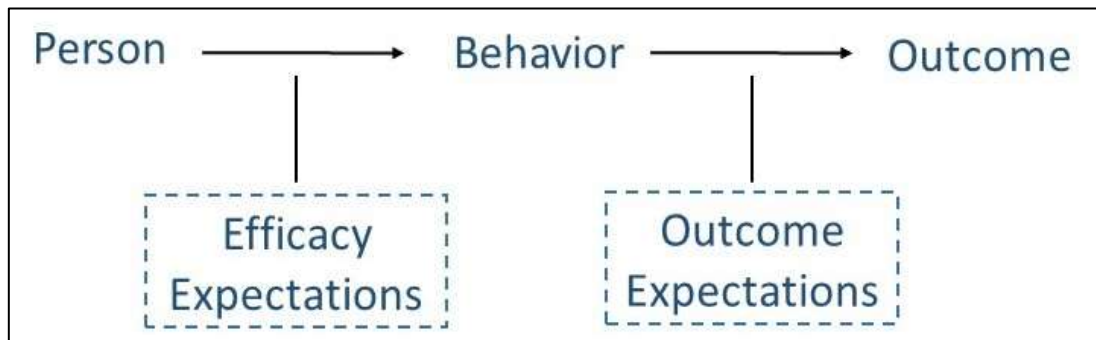 Person
Behavior
Outcome
Efficacy
Expectations
Outcome
Expectations